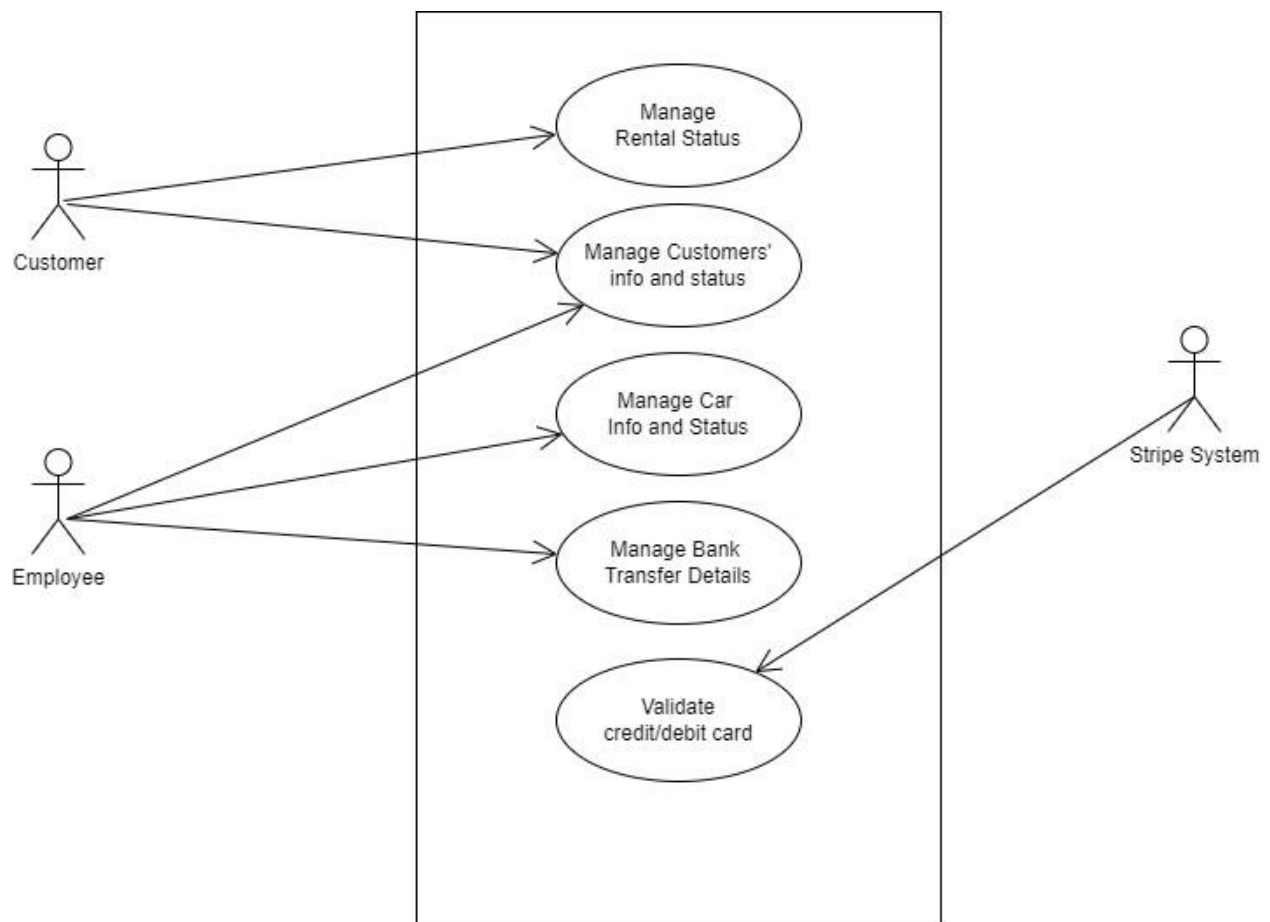 Manage
Rental Status
Customer
Manage Customers'
info and status
Manage Car
Info and Status
Stripe System
Employee
Manage Bank
Transfer Details
Validate
credit/debit card